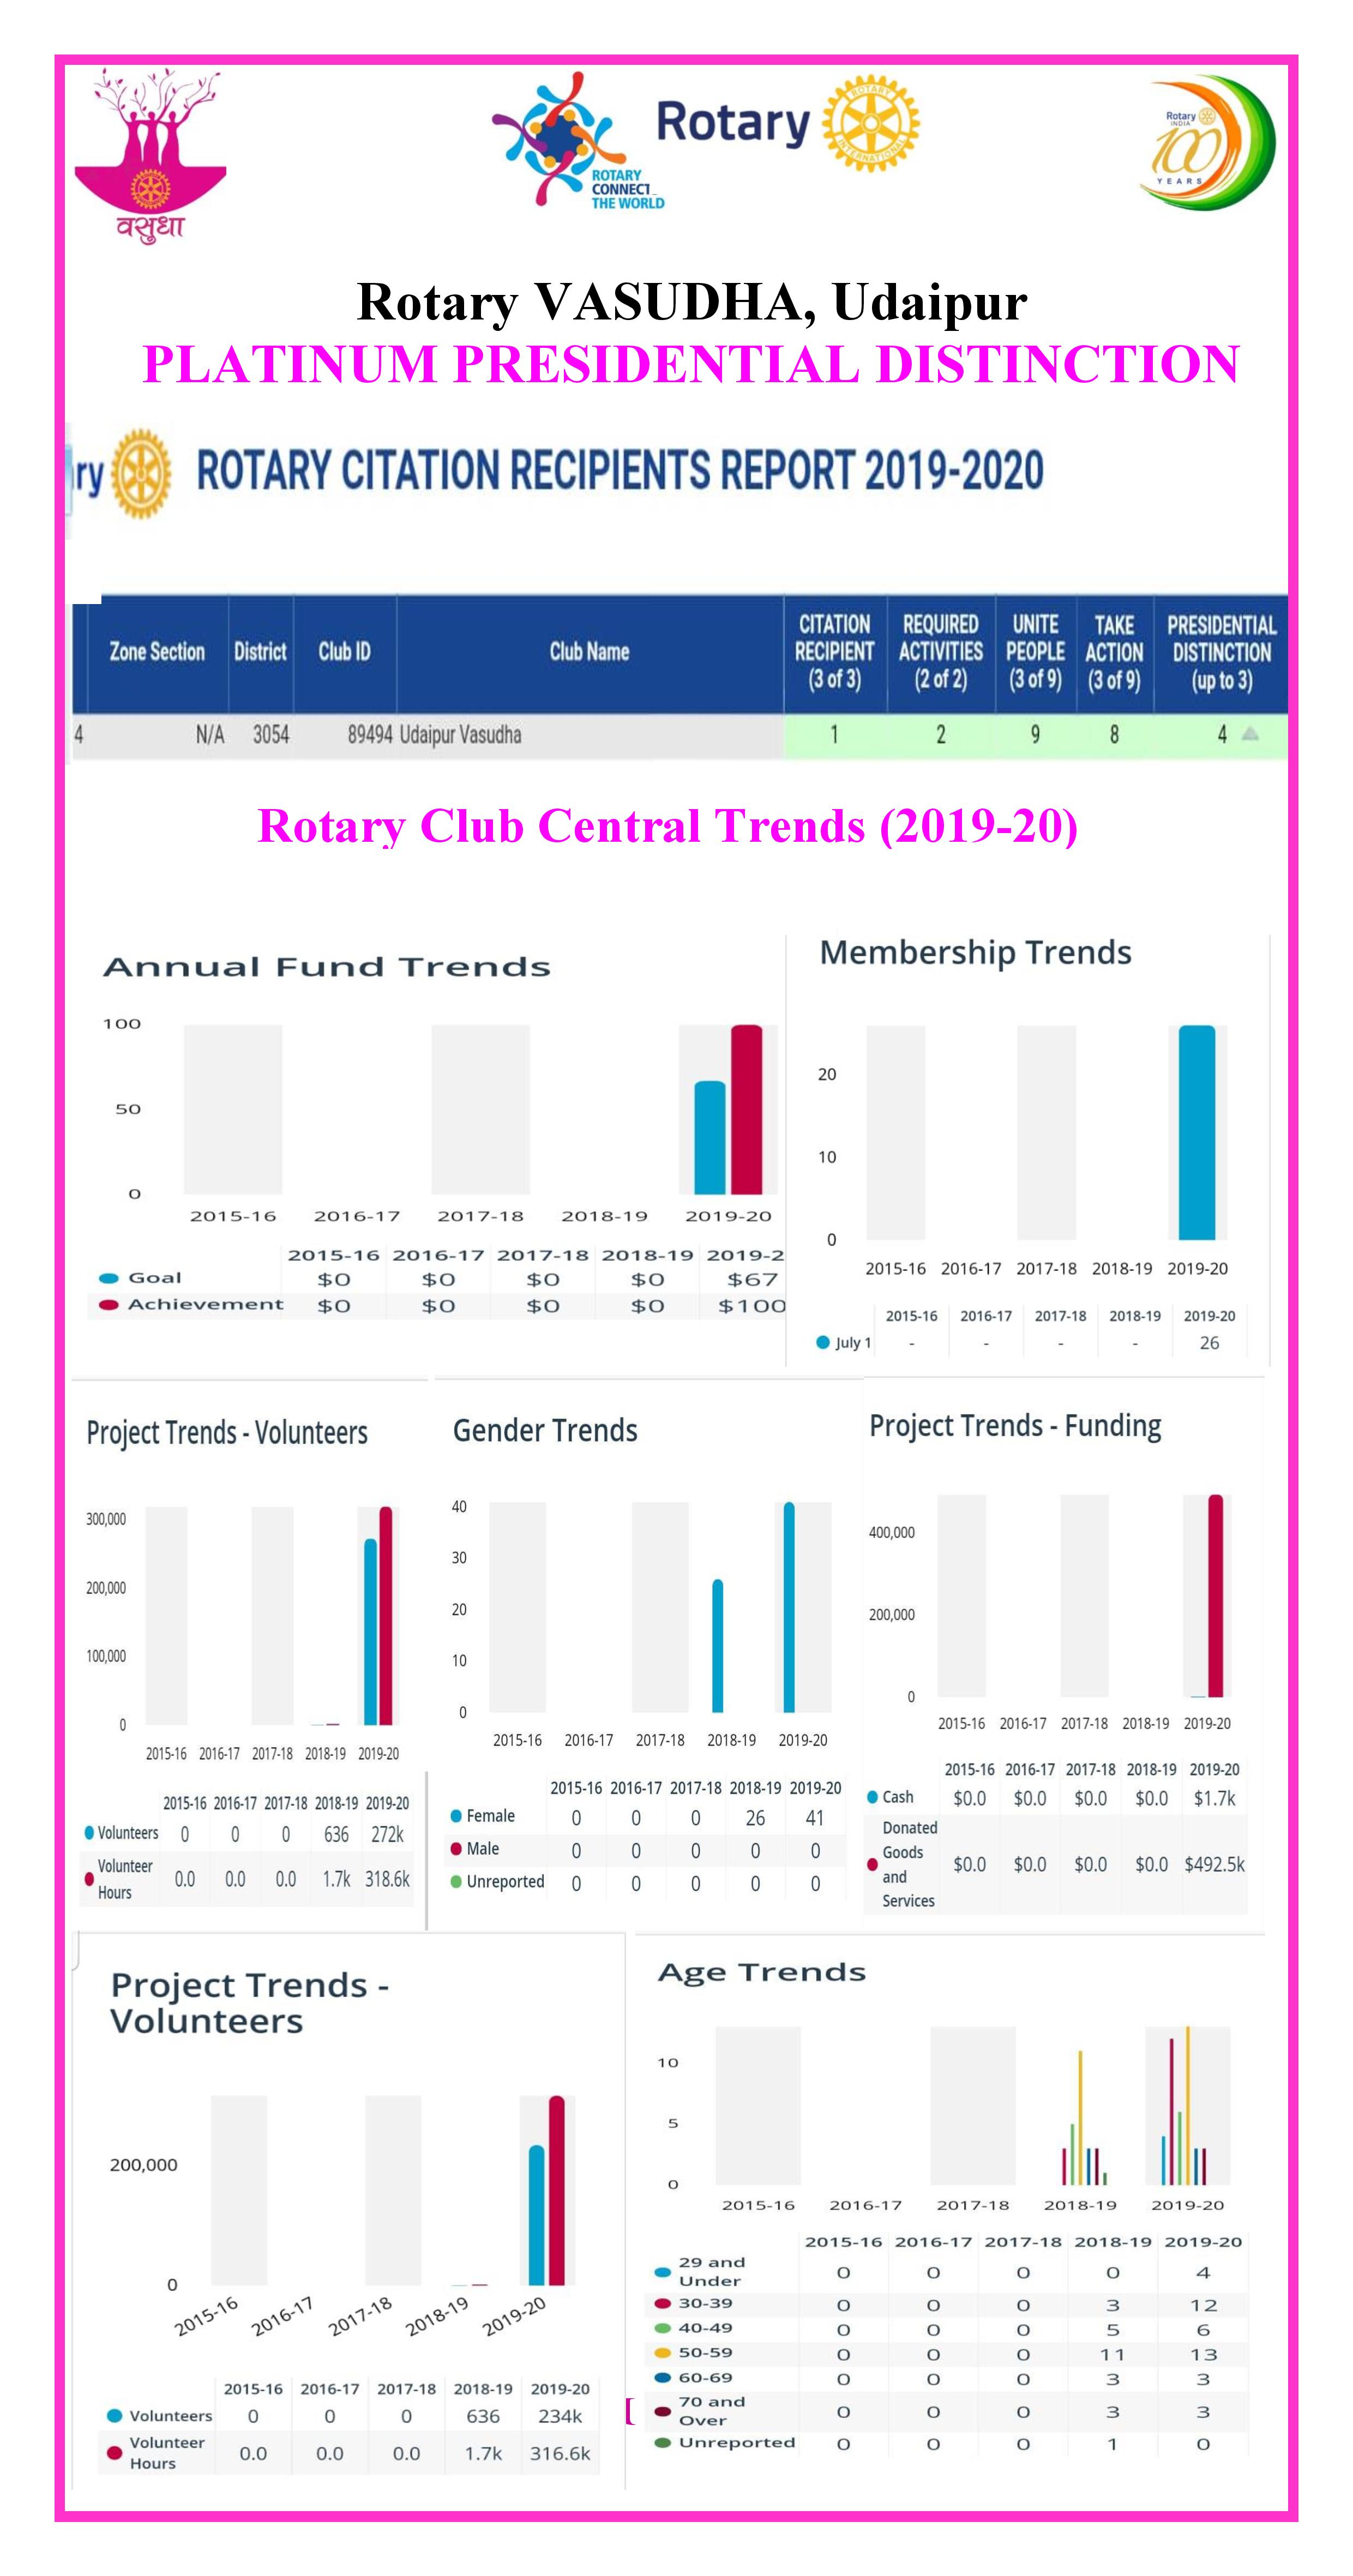 वसुधा
ROTARY
CONNECT
THE WORLD
Rotary
ROTARY
INTERNATIONAL
Rotary
INDIA
100
YEARS
Rotary VASUDHA, Udaipur
PLATINUM PRESIDENTIAL DISTINCTION
ry ROTARY CITATION RECIPIENTS REPORT 2019-2020
Zone Section District Club ID Club Name CITATION RECIPIENT (3 of 3) REQUIRED ACTIVITIES (2 of 2) UNITE PEOPLE (3 of 9) TAKE ACTION (3 of 9) PRESIDENTIAL DISTINCTION (up to 3)
4 N/A 3054 89494 Udaipur Vasudha 1 2 9 8 4
Rotary Club Central Trends (2019-20)
Annual Fund Trends
100
50
0
2015-16 2016-17 2017-18 2018-19 2019-20
2015-16 2016-17 2017-18 2018-19 2019-2
Goal $0 $0 $0 $0 $67
Achievement $0 $0 $0 $0 $100
Membership Trends
20
10
0
2015-16 2016-17 2017-18 2018-19 2019-20
2015-16 2016-17 2017-18 2018-19 2019-20
July 1 - - - - 26
Project Trends - Volunteers
300,000
200,000
100,000
0
2015-16 2016-17 2017-18 2018-19 2019-20
2015-16 2016-17 2017-18 2018-19 2019-20
Volunteers 0 0 0 636 272k
Volunteer Hours 0.0 0.0 0.0 1.7k 318.6k
Gender Trends
40
30
20
10
0
2015-16 2016-17 2017-18 2018-19 2019-20
2015-16 2016-17 2017-18 2018-19 2019-20
Female 0 0 0 26 41
Male 0 0 0 0 0
Unreported 0 0 0 0 0
Project Trends - Funding
400,000
200,000
0
2015-16 2016-17 2017-18 2018-19 2019-20
2015-16 2016-17 2017-18 2018-19 2019-20
Cash $0.0 $0.0 $0.0 $0.0 $1.7k
Donated Goods and Services $0.0 $0.0 $0.0 $0.0 $492.5k
Project Trends -
Volunteers
200,000
0
2015-16 2016-17 2017-18 2018-19 2019-20
2015-16 2016-17 2017-18 2018-19 2019-20
Volunteers 0 0 0 636 234k
Volunteer Hours 0.0 0.0 0.0 1.7k 316.6k
[
Age Trends
10
5
0
2015-16 2016-17 2017-18 2018-19 2019-20
2015-16 2016-17 2017-18 2018-19 2019-20
29 and Under 0 0 0 0 4
30-39 0 0 0 3 12
40-49 0 0 0 5 6
50-59 0 0 0 11 13
60-69 0 0 0 3 3
70 and Over 0 0 0 3 3
Unreported 0 0 0 1 0